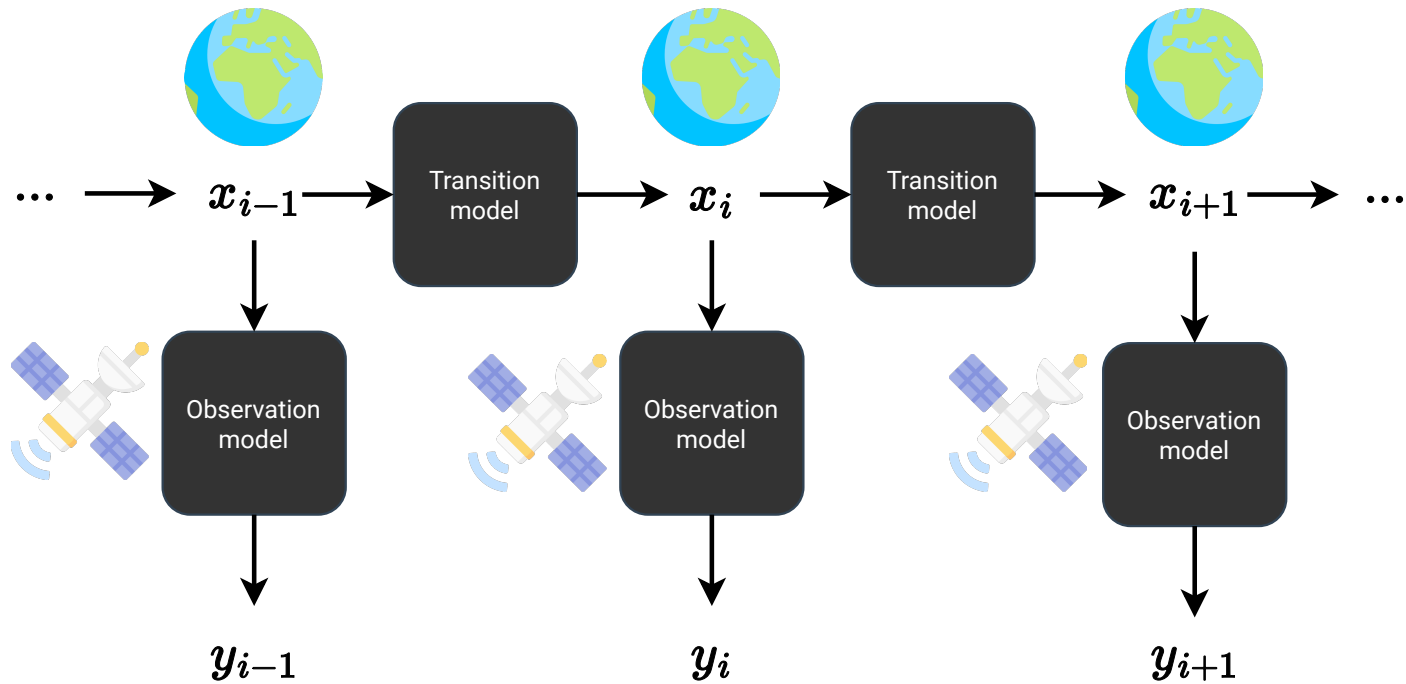 ... x_{i-1} Transition model x_i Transition model x_{i+1} ...
Observation model Observation model Observation model
y_{i-1} y_i y_{i+1}